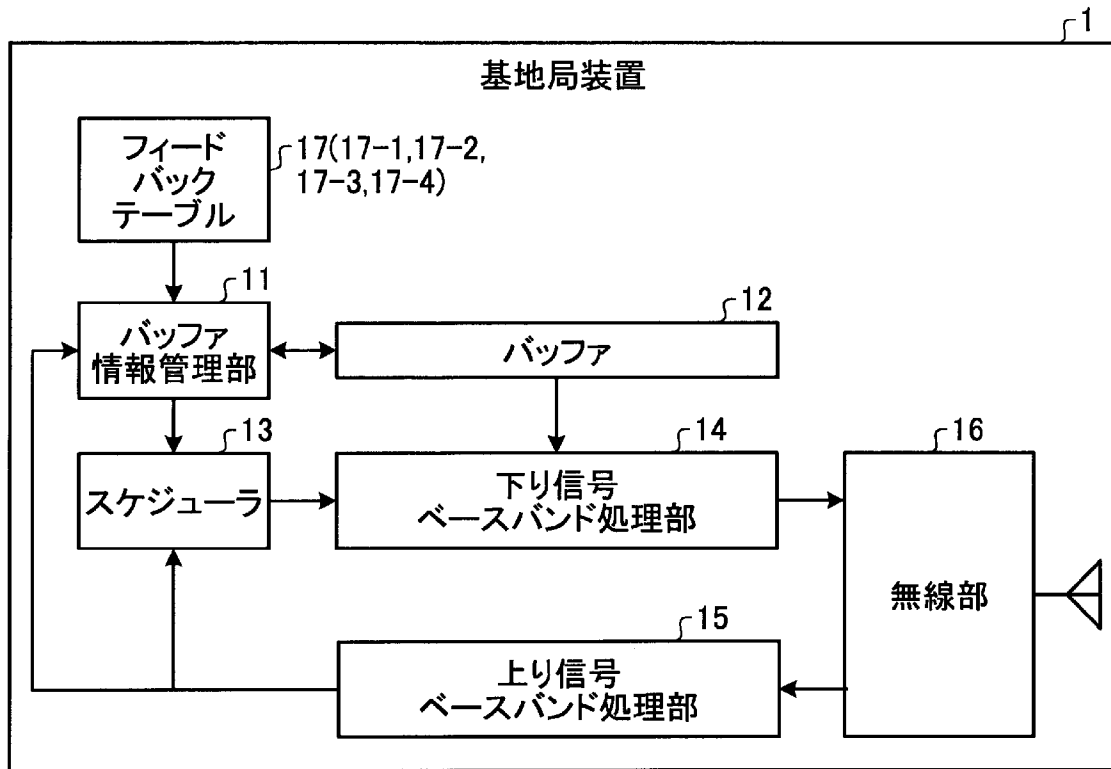 1
基地局装置
フィード
バック
テーブル
17(17-1,17-2,
17-3,17-4)
11
バッファ
情報管理部
12
バッファ
13
スケジューラ
14
下り信号
ベースバンド処理部
16
無線部
15
上り信号
ベースバンド処理部